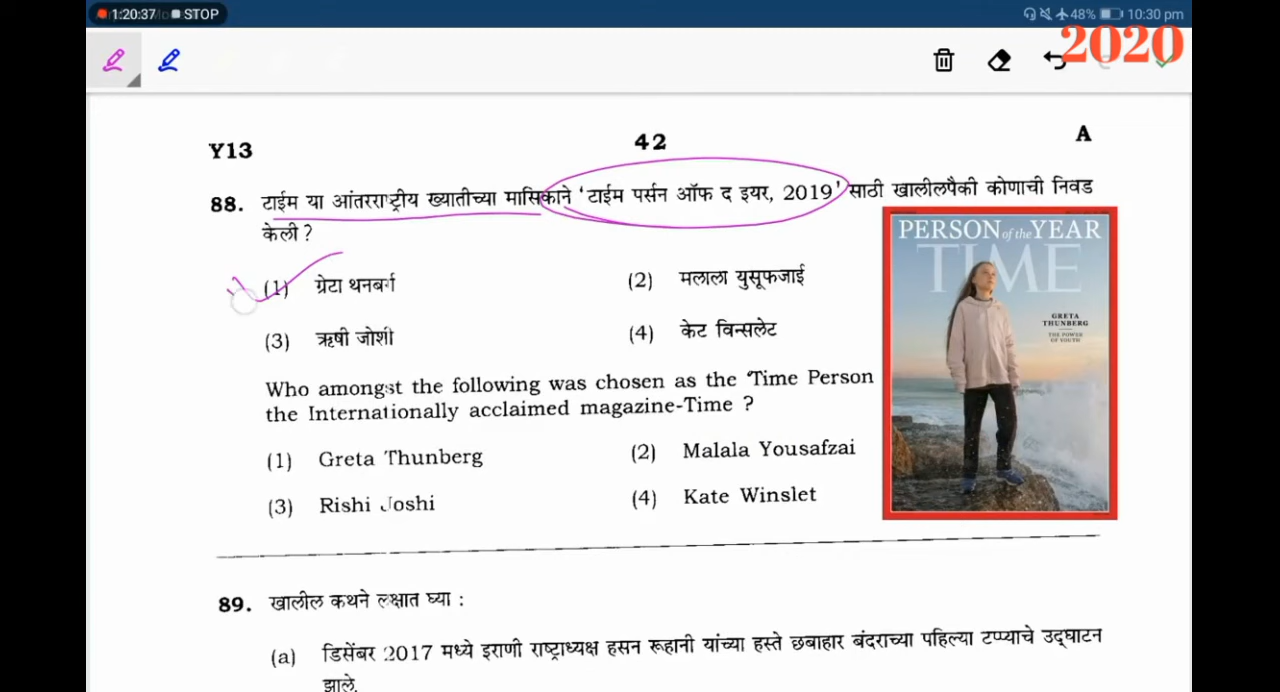 1:20:37 STOP
48% 10:30 pm
2020
Y13 42 A
88. टाईम या आंतरराष्ट्रीय ख्यातीच्या मासिकाने ‘टाईम पर्सन ऑफ द इयर, 2019’ साठी खालीलपैकी कोणाची निवड
केली ?
(1) ग्रेटा थनबर्ग (2) मलाला युसूफजाई
(3) ऋषी जोशी (4) केट विन्सलेट
Who amongst the following was chosen as the ‘Time Person
the Internationally acclaimed magazine-Time ?
(1) Greta Thunberg (2) Malala Yousafzai
(3) Rishi Joshi (4) Kate Winslet
PERSON of the YEAR
TIME
GRETA
THUNBERG
THE POWER
OF YOUTH
89. खालील कथने लक्षात घ्या :
(a) डिसेंबर 2017 मध्ये इराणी राष्ट्राध्यक्ष हसन रूहानी यांच्या हस्ते छबाहार बंदराच्या पहिल्या टप्प्याचे उद्‌घाटन
झाले.